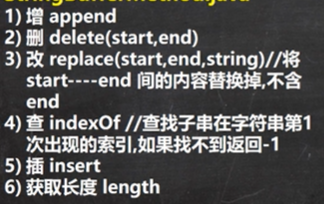 1) 增 append
2) 删 delete(start,end)
3) 改 replace(start,end,string)//将
start----end 间的内容替换掉,不含
end
4) 查 indexOf //查找子串在字符串第1
次出现的索引,如果找不到返回-1
5) 插 insert
6) 获取长度 length